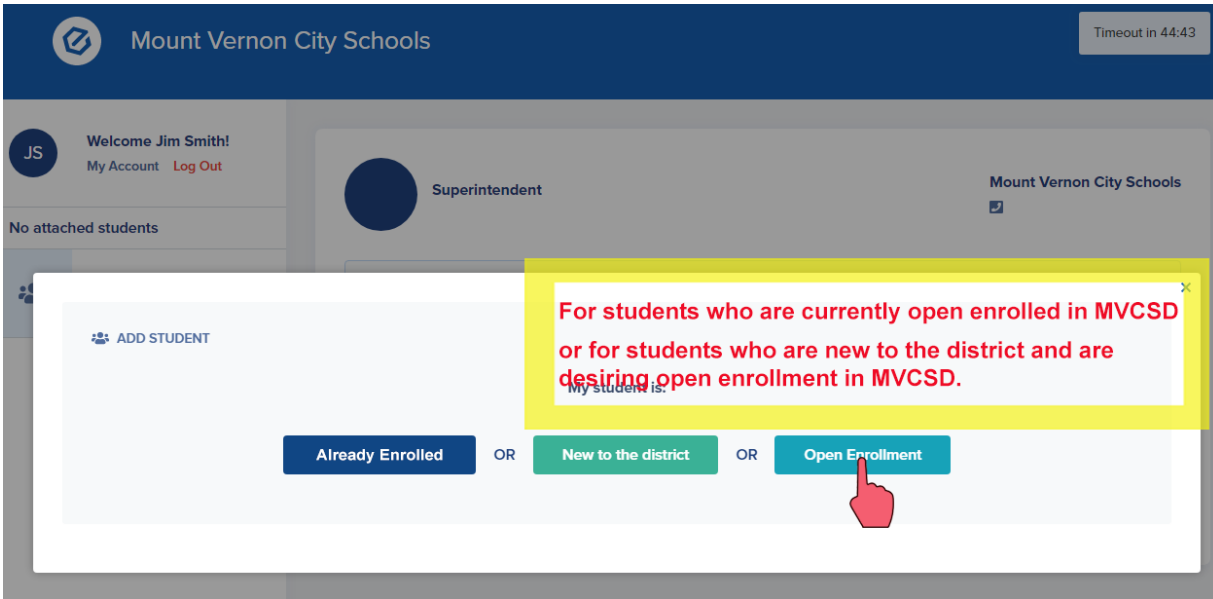 Mount Vernon City Schools
Timeout in 44:43
JS
Welcome Jim Smith!
My Account Log Out
No attached students
Superintendent
Mount Vernon City Schools
ADD STUDENT
For students who are currently open enrolled in MVCSD
or for students who are new to the district and are
desiring open enrollment in MVCSD.
My student is:
Already Enrolled OR New to the district OR Open Enrollment